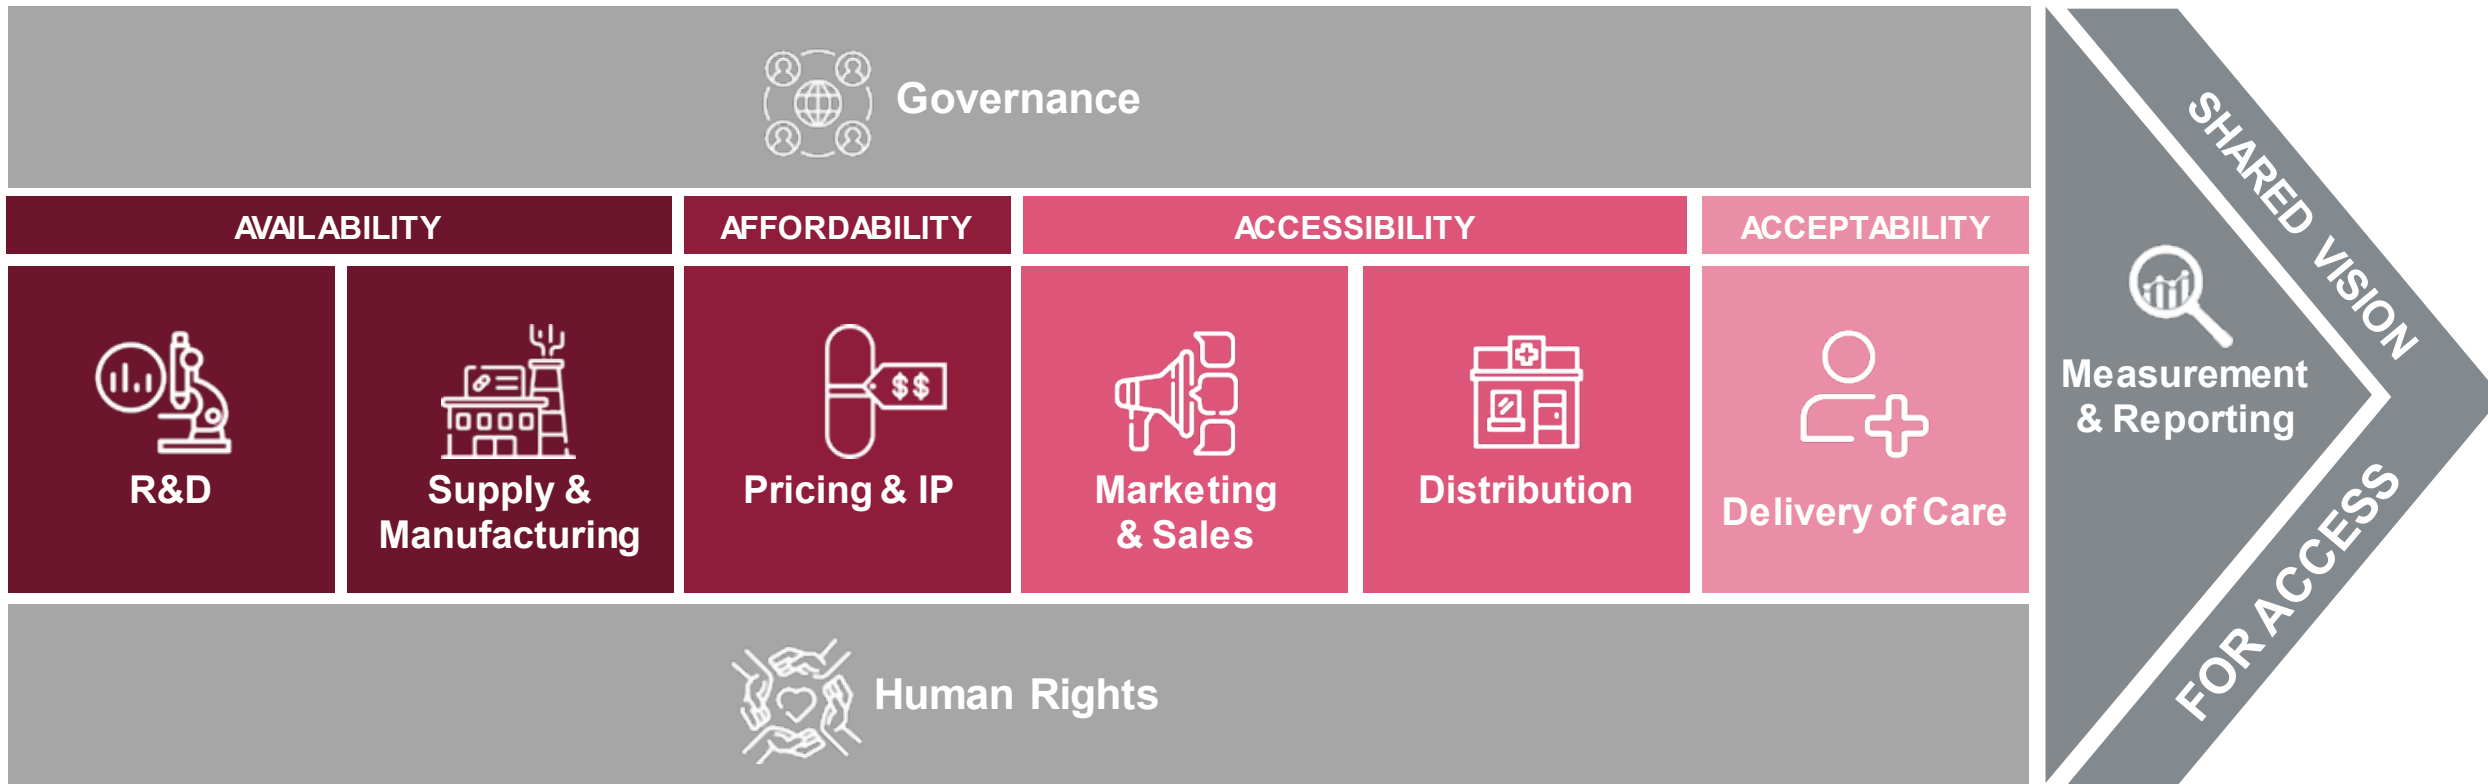 Governance
AVAILABILITY
AFFORDABILITY
ACCESSIBILITY
ACCEPTABILITY
R&D
Supply &
Manufacturing
Pricing & IP
$$
Marketing
& Sales
Distribution
Delivery of Care
Human Rights
Measurement
& Reporting
SHARED VISION
FOR ACCESS